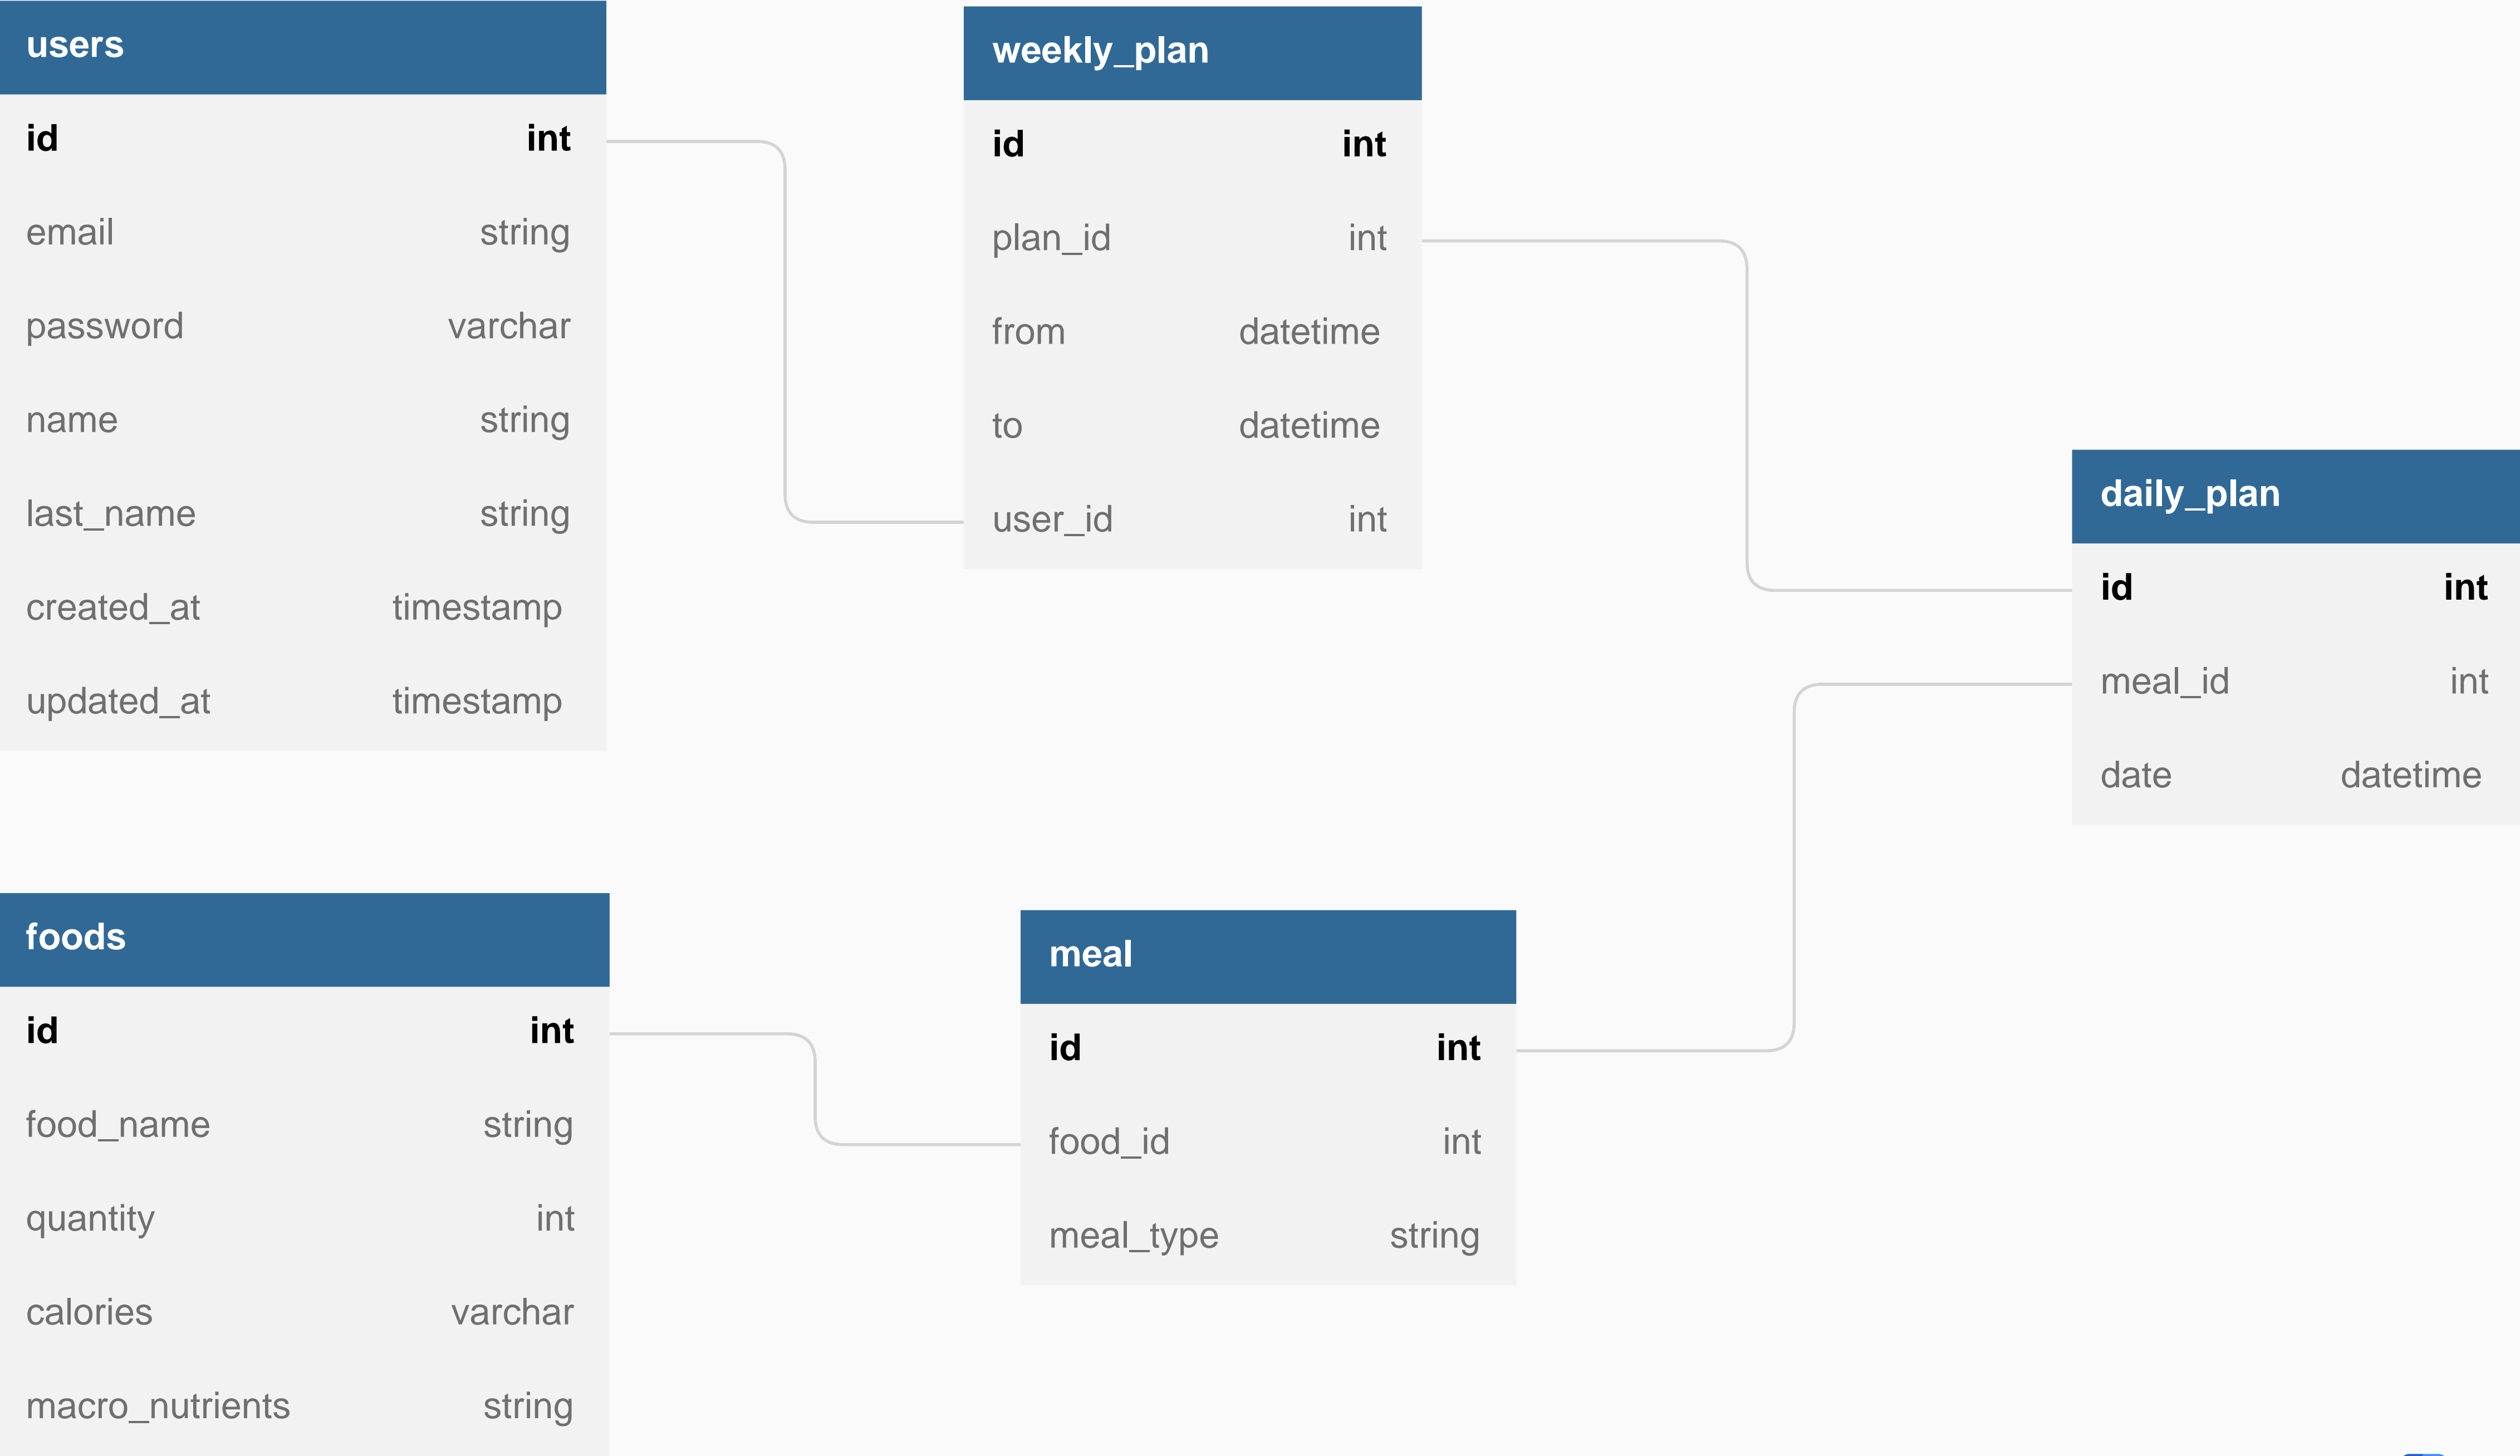 users
id int
email string
password varchar
name string
last_name string
created_at timestamp
updated_at timestamp
weekly_plan
id int
plan_id int
from datetime
to datetime
user_id int
daily_plan
id int
meal_id int
date datetime
foods
id int
food_name string
quantity int
calories varchar
macro_nutrients string
meal
id int
food_id int
meal_type string